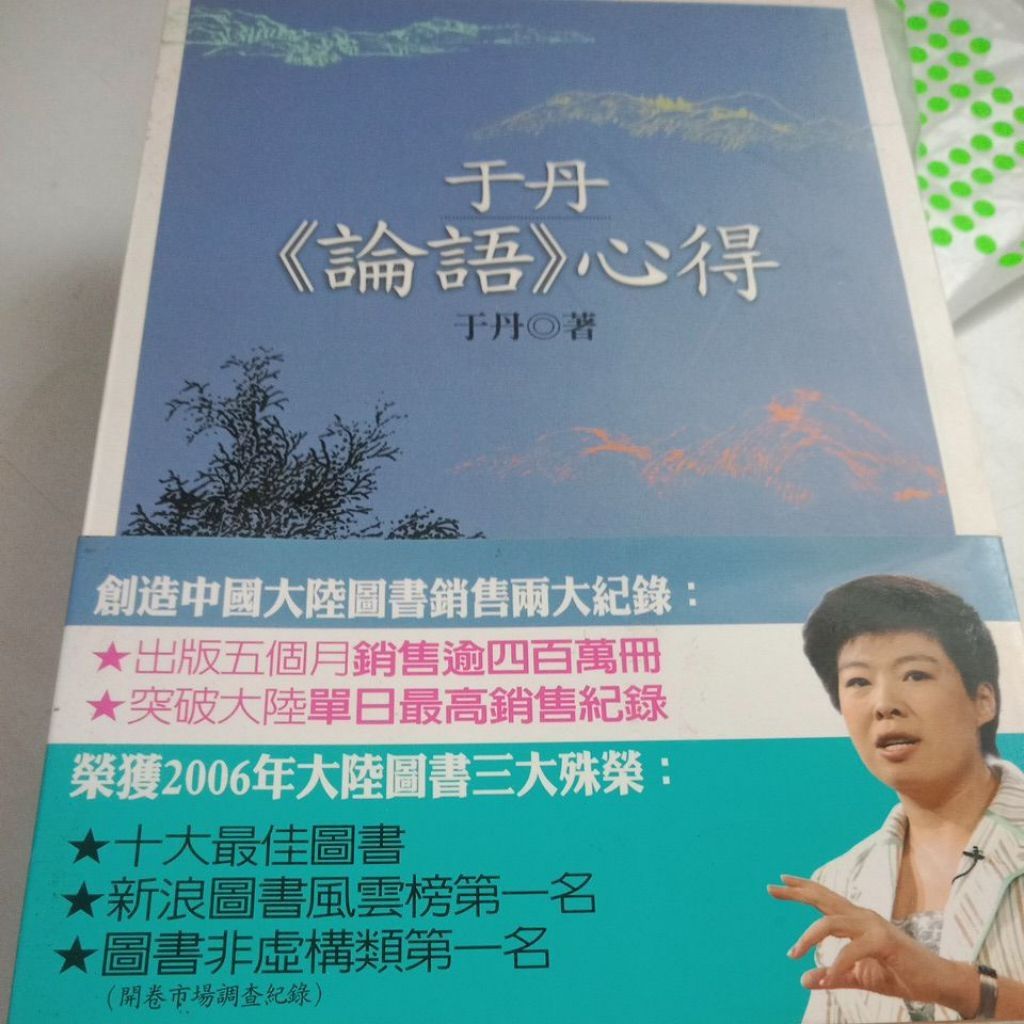 于丹
《論語》心得
于丹◎著
創造中國大陸圖書銷售兩大紀錄：
★出版五個月銷售逾四百萬冊
★突破大陸單日最高銷售紀錄
榮獲2006年大陸圖書三大殊榮：
★十大最佳圖書
★新浪圖書風雲榜第一名
★圖書非虛構類第一名
（開卷市場調查紀錄）